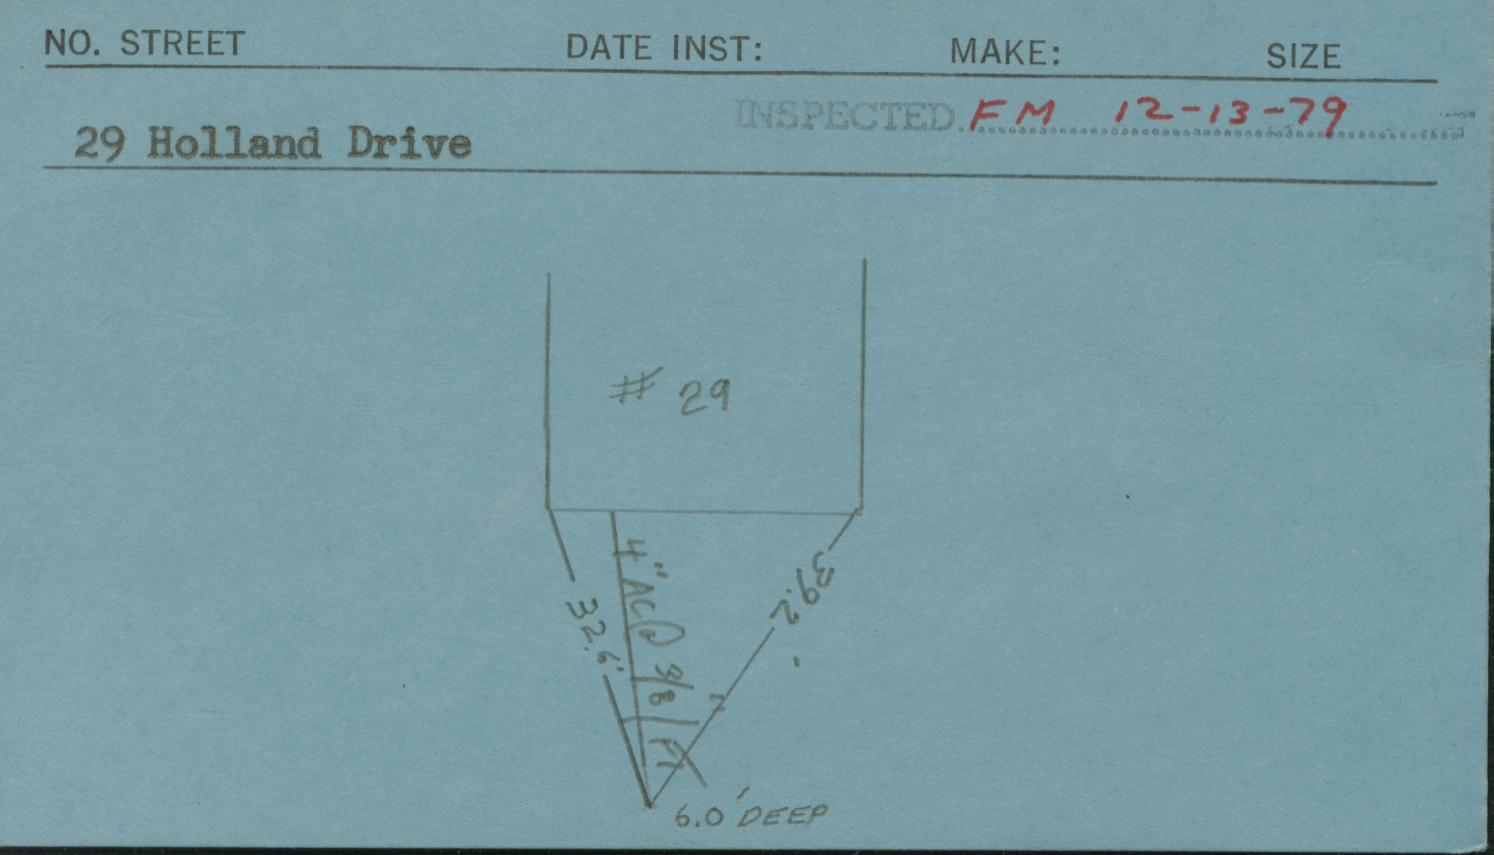 NO. STREET DATE INST: MAKE: SIZE
INSPECTED FM 12-13-79
29 Holland Drive
# 29
4" AC @ 3/8 / Ft
32.6'
39.2
6.0' DEEP